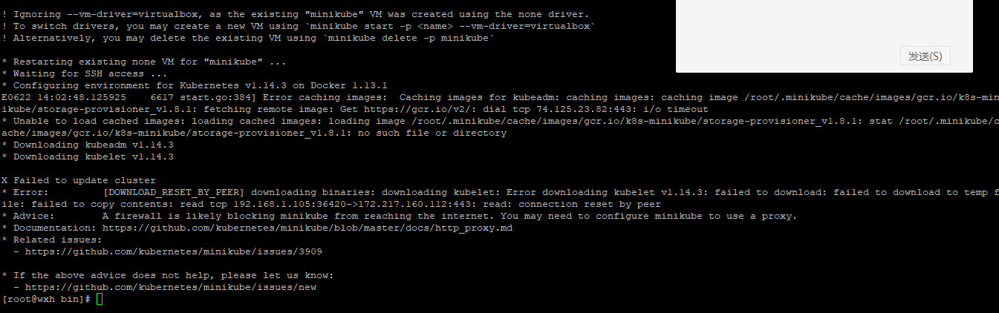 ! Ignoring --vm-driver=virtualbox, as the existing "minikube" VM was created using the none driver.
! To switch drivers, you may create a new VM using `minikube start -p <name> --vm-driver=virtualbox`
! Alternatively, you may delete the existing VM using `minikube delete -p minikube`
发送(S)
* Restarting existing none VM for "minikube" ...
* Waiting for SSH access ...
* Configuring environment for Kubernetes v1.14.3 on Docker 1.13.1
E0622 14:02:48.125925    6617 start.go:384] Error caching images:  Caching images for kubeadm: caching images: caching image /root/.minikube/cache/images/gcr.io/k8s-min
ikube/storage-provisioner_v1.8.1: fetching remote image: Get https://gcr.io/v2/: dial tcp 74.125.23.82:443: i/o timeout
* Unable to load cached images: loading cached images: loading image /root/.minikube/cache/images/gcr.io/k8s-minikube/storage-provisioner_v1.8.1: stat /root/.minikube/c
ache/images/gcr.io/k8s-minikube/storage-provisioner_v1.8.1: no such file or directory
* Downloading kubeadm v1.14.3
* Downloading kubelet v1.14.3
X Failed to update cluster
* Error:         [DOWNLOAD_RESET_BY_PEER] downloading binaries: downloading kubelet: Error downloading kubelet v1.14.3: failed to download: failed to download to temp f
ile: failed to copy contents: read tcp 192.168.1.105:36420->172.217.160.112:443: read: connection reset by peer
* Advice:        A firewall is likely blocking minikube from reaching the internet. You may need to configure minikube to use a proxy.
* Documentation: https://github.com/kubernetes/minikube/blob/master/docs/http_proxy.md
* Related issues:
  - https://github.com/kubernetes/minikube/issues/3909
* If the above advice does not help, please let us know:
  - https://github.com/kubernetes/minikube/issues/new
[root@wxh bin]#